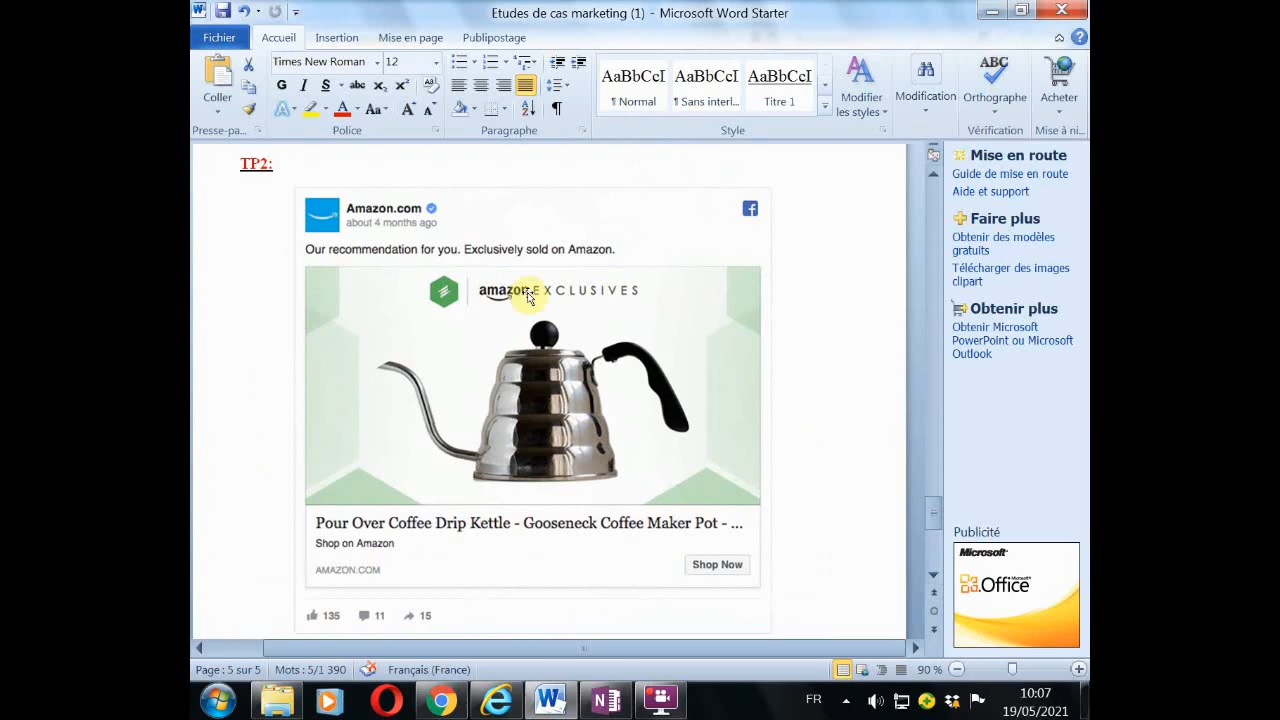 Etudes de cas marketing (1) - Microsoft Word Starter
Fichier Accueil Insertion Mise en page Publipostage
Coller
Presse-pa...
Times New Roman 12
G I S abc x₂ x²
A Aa A A
Police
Paragraphe
AaBbCcI AaBbCcI AaBbCcI
¶ Normal ¶ Sans interl... Titre 1
Style
Modifier
les styles
Modification
Orthographe
Vérification
Acheter
Mise à ni...
TP2:
Amazon.com
about 4 months ago
Our recommendation for you. Exclusively sold on Amazon.
amazon EXCLUSIVES
Pour Over Coffee Drip Kettle - Gooseneck Coffee Maker Pot - ...
Shop on Amazon
AMAZON.COM
Shop Now
135 11 15
Mise en route
Guide de mise en route
Aide et support
Faire plus
Obtenir des modèles
gratuits
Télécharger des images
clipart
Obtenir plus
Obtenir Microsoft
PowerPoint ou Microsoft
Outlook
Publicité
Microsoft
Office
Page : 5 sur 5 Mots : 5/1 390 Français (France) 90 %
FR 10:07
19/05/2021